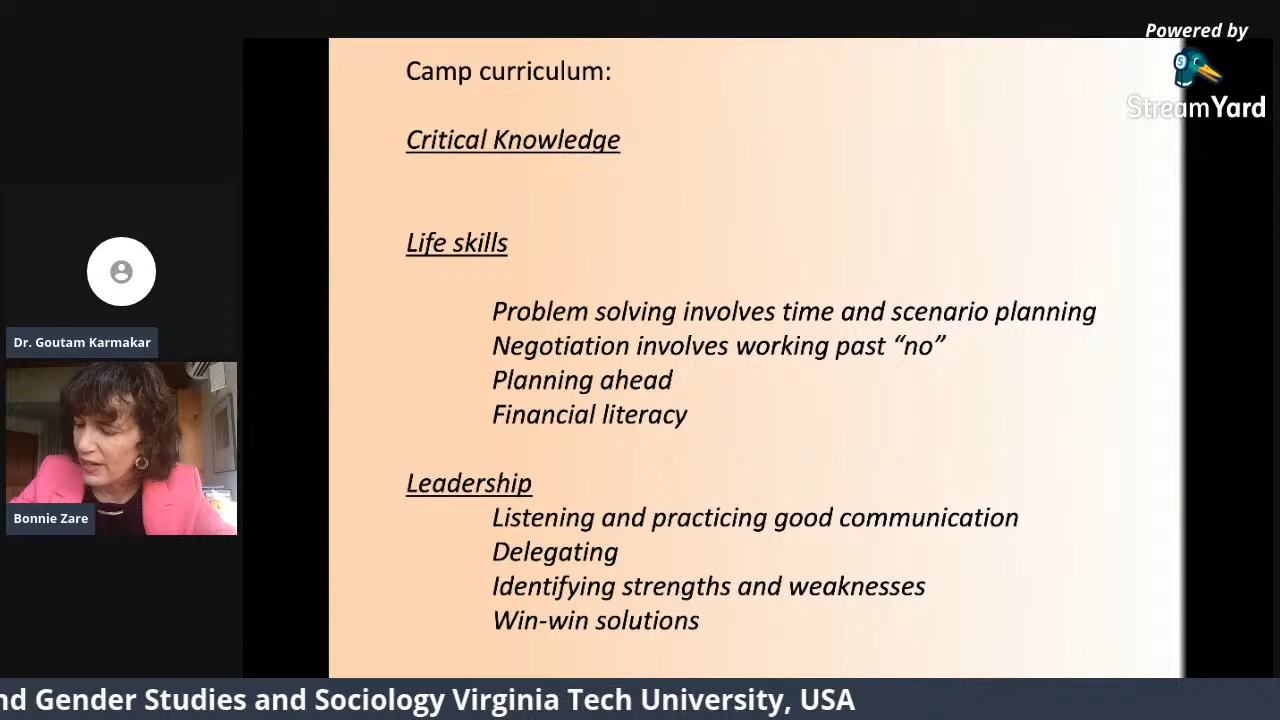 Powered by
StreamYard
Camp curriculum:
Critical Knowledge
Life skills
Problem solving involves time and scenario planning
Negotiation involves working past “no”
Planning ahead
Financial literacy
Leadership
Listening and practicing good communication
Delegating
Identifying strengths and weaknesses
Win-win solutions
Dr. Goutam Karmakar
Bonnie Zare
nd Gender Studies and Sociology Virginia Tech University, USA